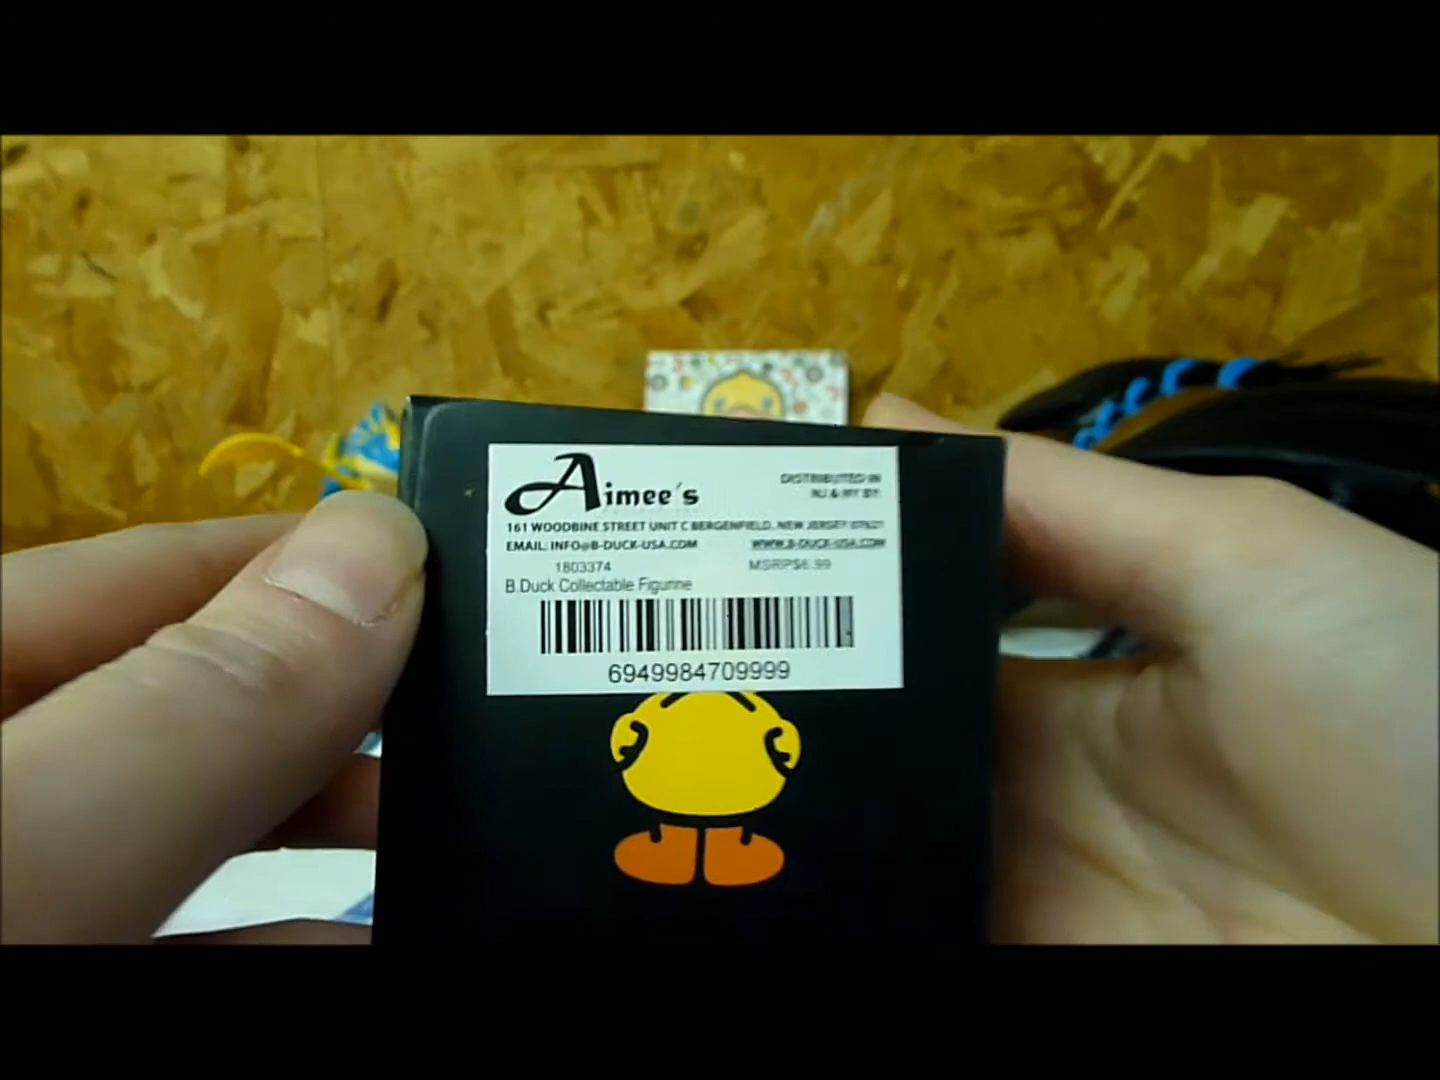 Aimee's
DISTRIBUTED IN
NJ & NY BY:
161 WOODBINE STREET UNIT C BERGENFIELD, NEW JERSEY 07621
EMAIL: INFO@B-DUCK-USA.COM WWW.B-DUCK-USA.COM
1803374 MSRP$6.99
B.Duck Collectable Figurine
6949984709999